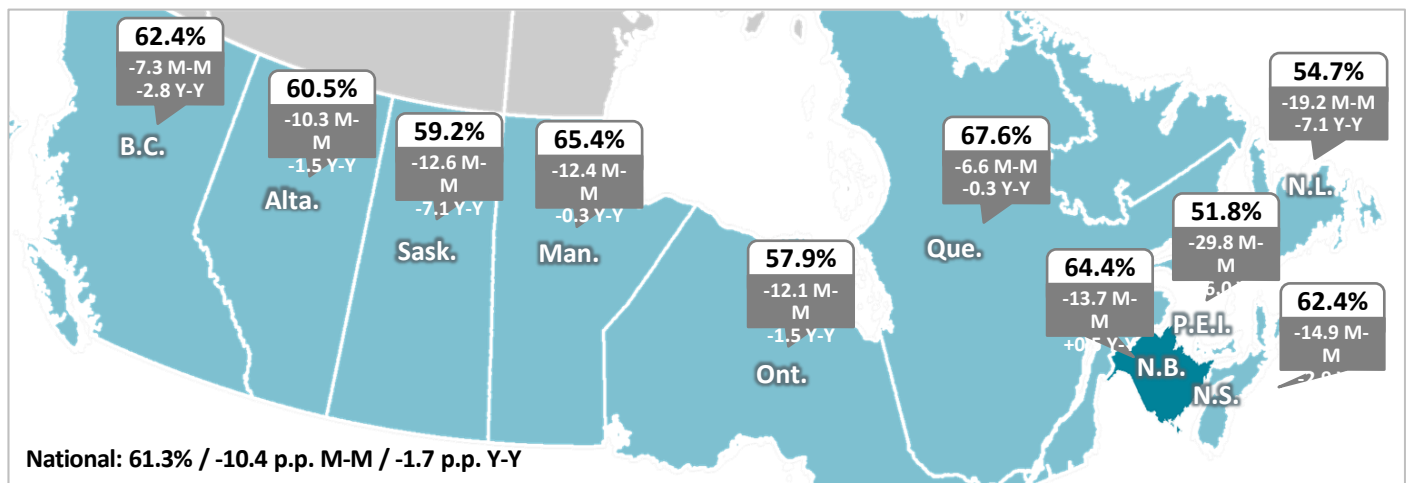 62.4%
-7.3 M-M
-2.8 Y-Y
B.C.
60.5%
-10.3 M-
M
-1.5 Y-Y
Alta.
59.2%
-12.6 M-
M
-7.1 Y-Y
Sask.
65.4%
-12.4 M-
M
-0.3 Y-Y
Man.
57.9%
-12.1 M-
M
-1.5 Y-Y
Ont.
67.6%
-6.6 M-M
-0.3 Y-Y
Que.
54.7%
-19.2 M-M
-7.1 Y-Y
N.L.
51.8%
-29.8 M-
M
P.E.I.
64.4%
-13.7 M-
M
+0.5 Y-Y
N.B.
62.4%
-14.9 M-
M
N.S.
National: 61.3% / -10.4 p.p. M-M / -1.7 p.p. Y-Y